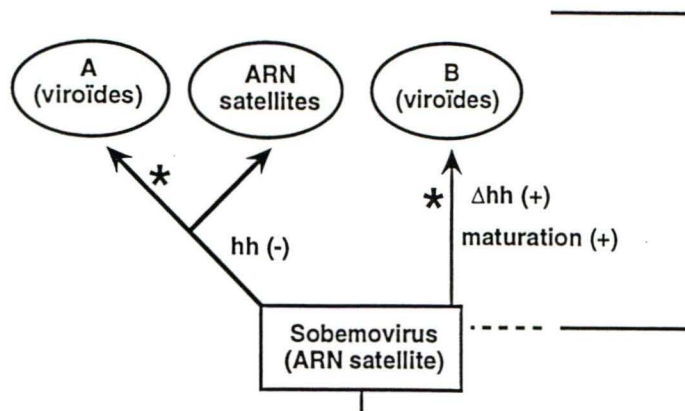 A
(viroïdes)
ARN
satellites
B
(viroïdes)
*
*
Δhh (+)
maturation (+)
hh (-)
Sobemovirus
(ARN satellite)